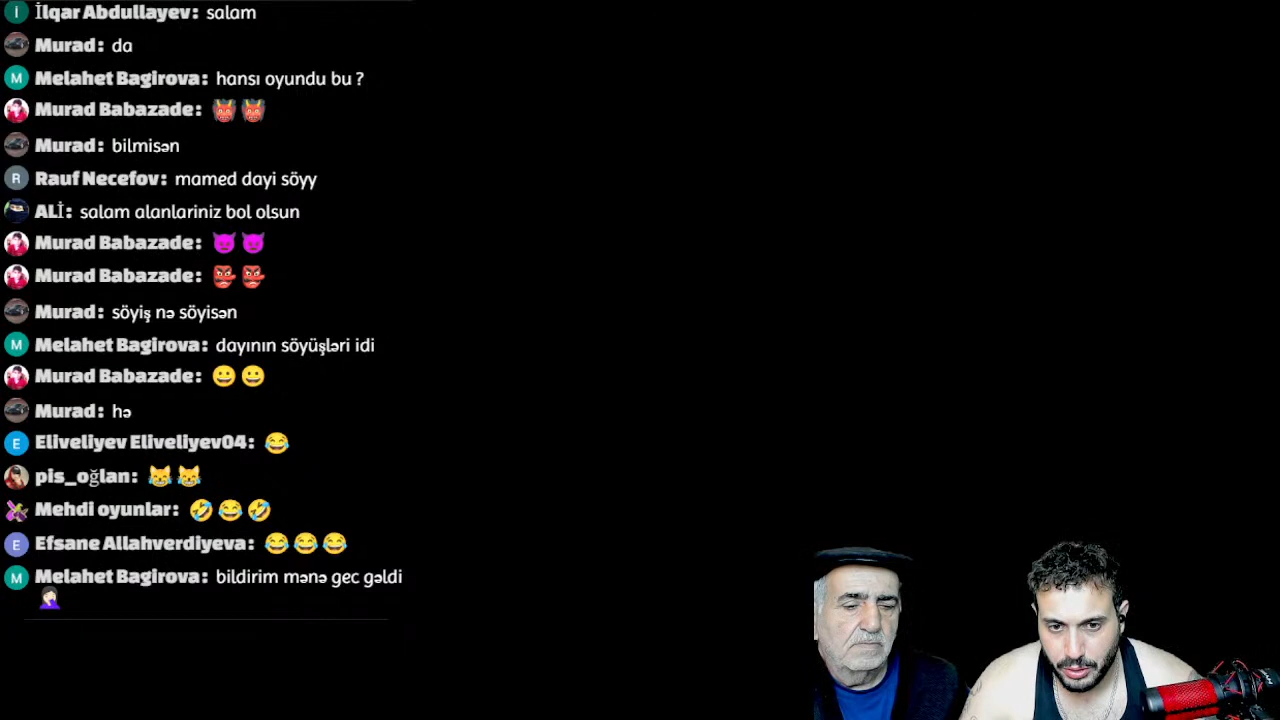 İlqar Abdullayev: salam
Murad: da
Melahet Bagirova: hansı oyundu bu ?
Murad Babazade: 👹👹
Murad: bilmisən
Rauf Necefov: mamed dayi söyy
ALİ: salam alanlariniz bol olsun
Murad Babazade: 😈😈
Murad Babazade: 👺👺
Murad: söyiş nə söyisən
Melahet Bagirova: dayının söyüşləri idi
Murad Babazade: 😀😀
Murad: hə
Eliveliyev Eliveliyev04: 😂
pis_oğlan: 😹😹
Mehdi oyunlar: 🤣😂🤣
Efsane Allahverdiyeva: 😂😂😂
Melahet Bagirova: bildirim mənə gec gəldi
🤦🏻‍♀️